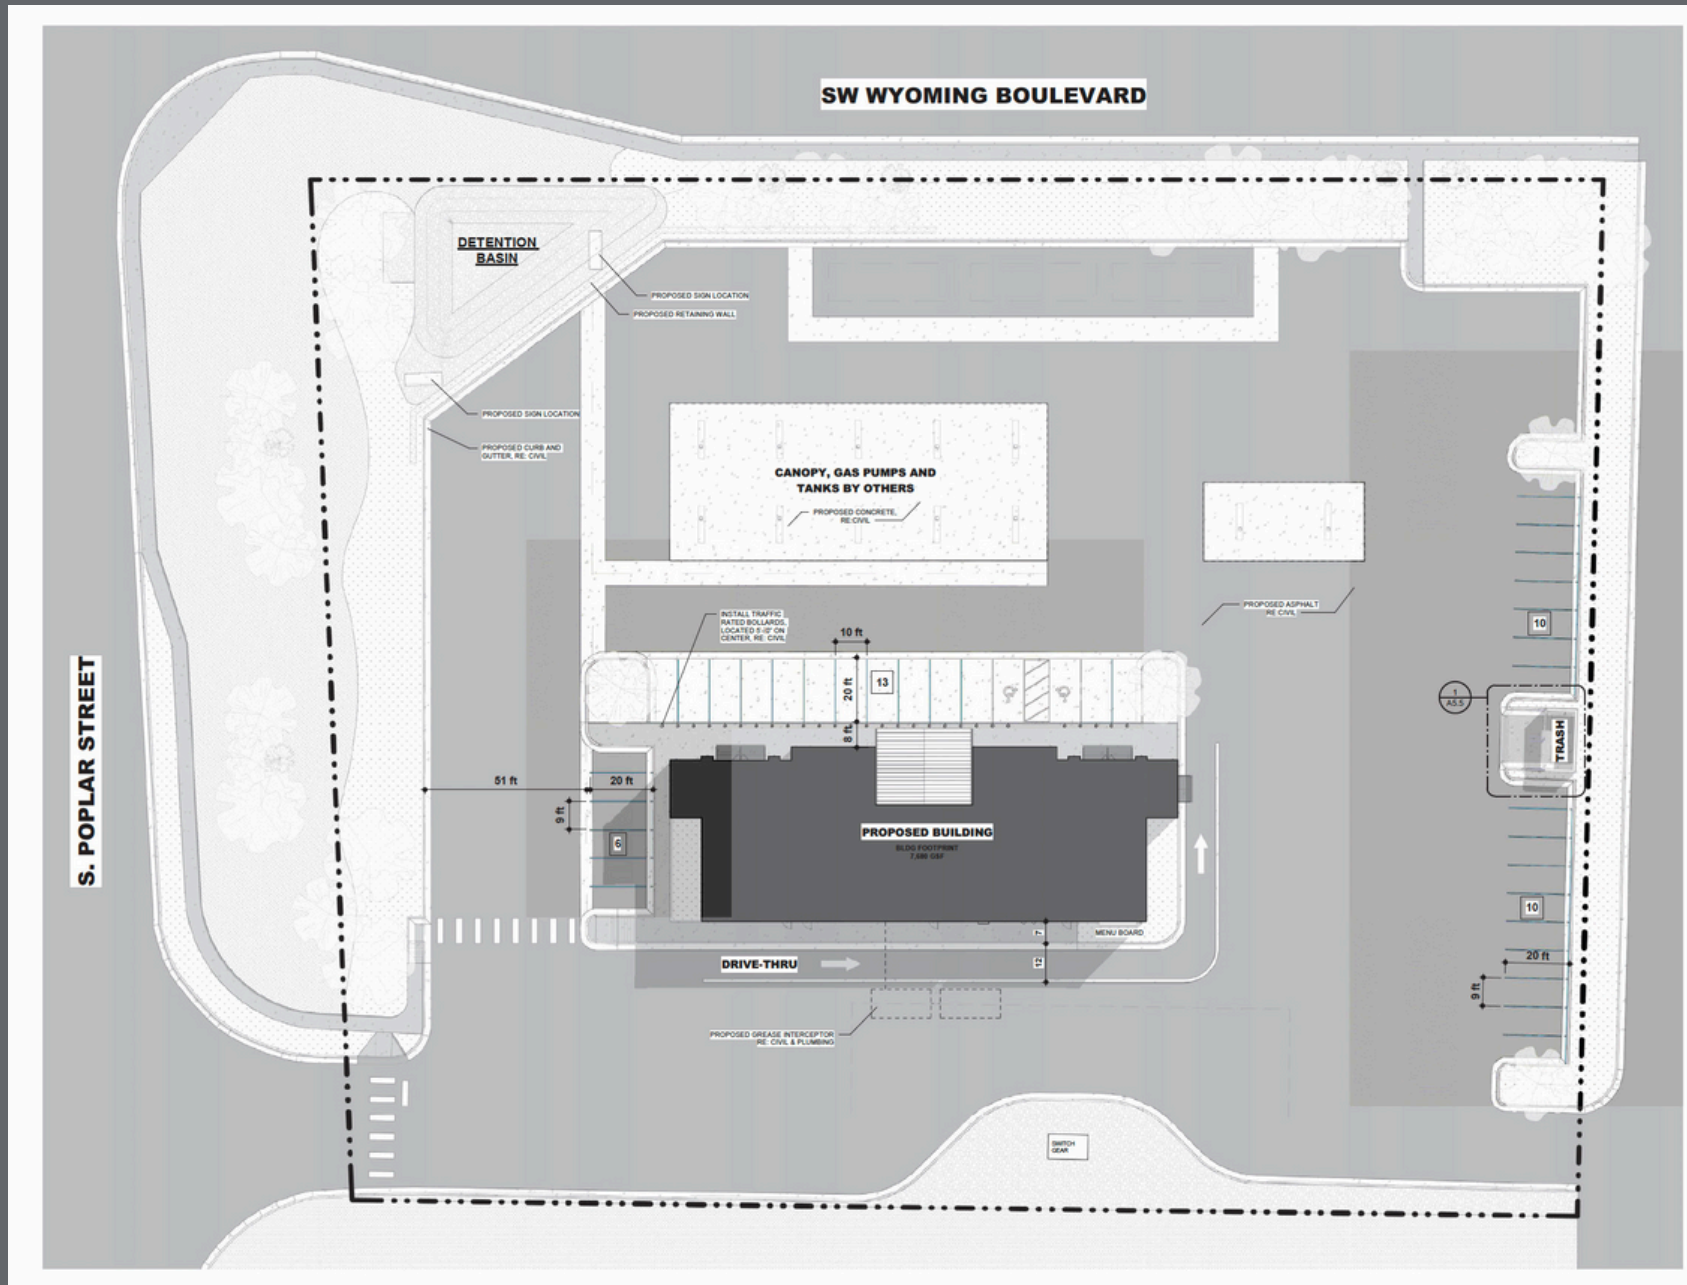 SW WYOMING BOULEVARD
DETENTION
BASIN
PROPOSED SIGN LOCATION
PROPOSED RETAINING WALL
PROPOSED SIGN LOCATION
PROPOSED CURB AND
GUTTER, RE: CIVIL
CANOPY, GAS PUMPS AND
TANKS BY OTHERS
PROPOSED CONCRETE,
RE:CIVIL
PROPOSED ASPHALT
RE:CIVIL
INSTALL TRAFFIC
RATED BOLLARDS,
LOCATED 5'-0" ON
CENTER, RE: CIVIL
10 ft
20 ft
13
8 ft
10
1
A5.5
TRASH
S. POPLAR STREET
51 ft
20 ft
9 ft
6
PROPOSED BUILDING
BLDG FOOTPRINT
GSF
10
20 ft
9 ft
7
MENU BOARD
12
DRIVE-THRU
PROPOSED GREASE INTERCEPTOR
RE: CIVIL & PLUMBING
SWITCH
GEAR